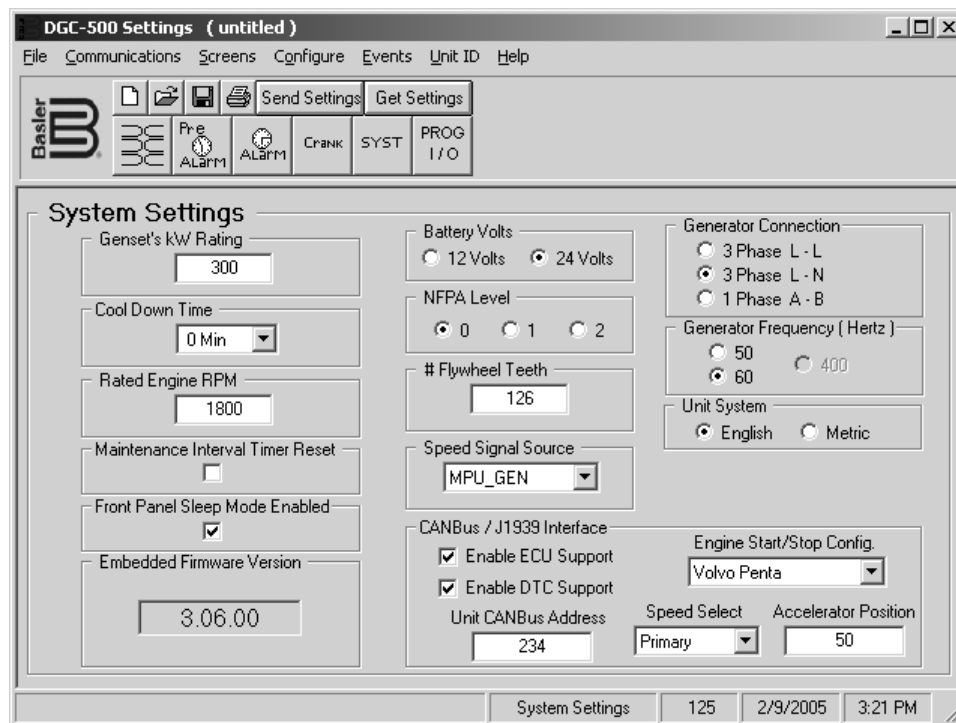 DGC-500 Settings ( untitled )
File Communications Screens Configure Events Unit ID Help
Basler
Send Settings Get Settings
Pre ALarm
ALarm
Crank
SYST
PROG I/O
System Settings
Genset's kW Rating
300
Cool Down Time
0 Min
Rated Engine RPM
1800
Maintenance Interval Timer Reset
Front Panel Sleep Mode Enabled
Embedded Firmware Version
3.06.00
Battery Volts
12 Volts 24 Volts
NFPA Level
0 1 2
# Flywheel Teeth
126
Speed Signal Source
MPU_GEN
Generator Connection
3 Phase L - L
3 Phase L - N
1 Phase A - B
Generator Frequency ( Hertz )
50
60
400
Unit System
English Metric
CANBus / J1939 Interface
Enable ECU Support
Enable DTC Support
Unit CANBus Address
234
Engine Start/Stop Config.
Volvo Penta
Speed Select
Primary
Accelerator Position
50
System Settings 125 2/9/2005 3:21 PM